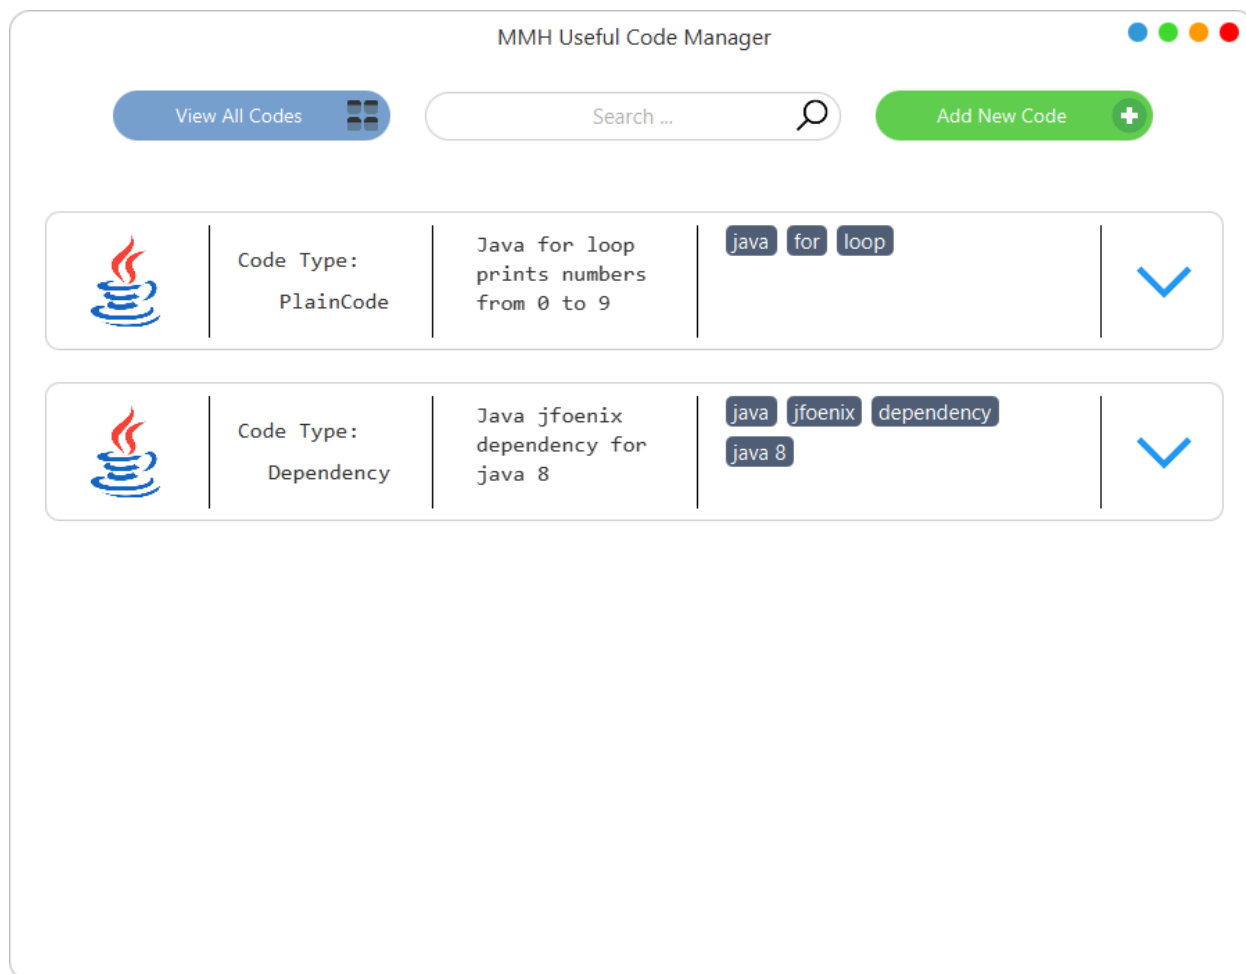 MMH Useful Code Manager
View All Codes
Search ...
Add New Code
Code Type:
PlainCode
Java for loop
prints numbers
from 0 to 9
java for loop
Code Type:
Dependency
Java jfoenix
dependency for
java 8
java jfoenix dependency
java 8